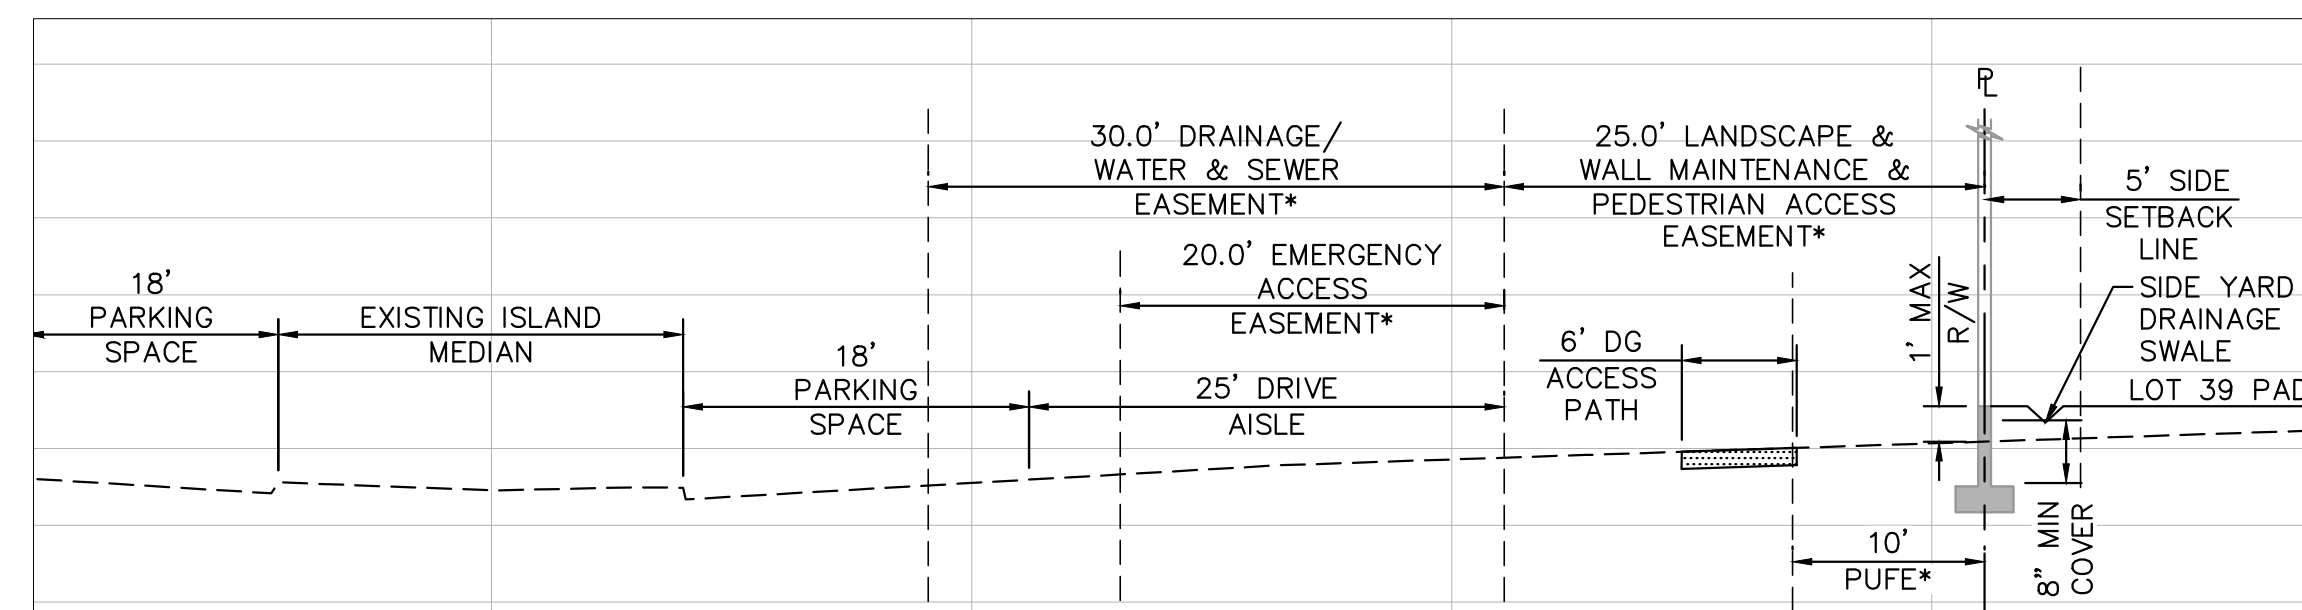 18'
PARKING
SPACE
EXISTING ISLAND
MEDIAN
18'
PARKING
SPACE
30.0' DRAINAGE/
WATER & SEWER
EASEMENT*
20.0' EMERGENCY
ACCESS
EASEMENT*
25' DRIVE
AISLE
25.0' LANDSCAPE &
WALL MAINTENANCE &
PEDESTRIAN ACCESS
EASEMENT*
6' DG
ACCESS
PATH
10'
PUFE*
1' MAX
R/W
PL
5' SIDE
SETBACK
LINE
SIDE YARD
DRAINAGE
SWALE
LOT 39 PAD
8" MIN
COVER